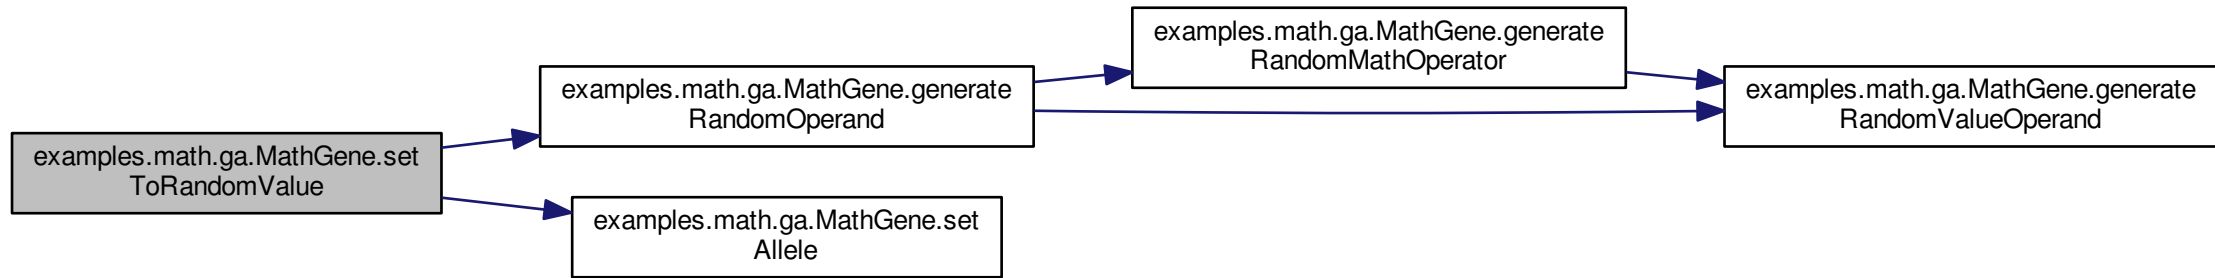 examples.math.ga.MathGene.set
ToRandomValue
examples.math.ga.MathGene.generate
RandomOperand
examples.math.ga.MathGene.set
Allele
examples.math.ga.MathGene.generate
RandomMathOperator
examples.math.ga.MathGene.generate
RandomValueOperand